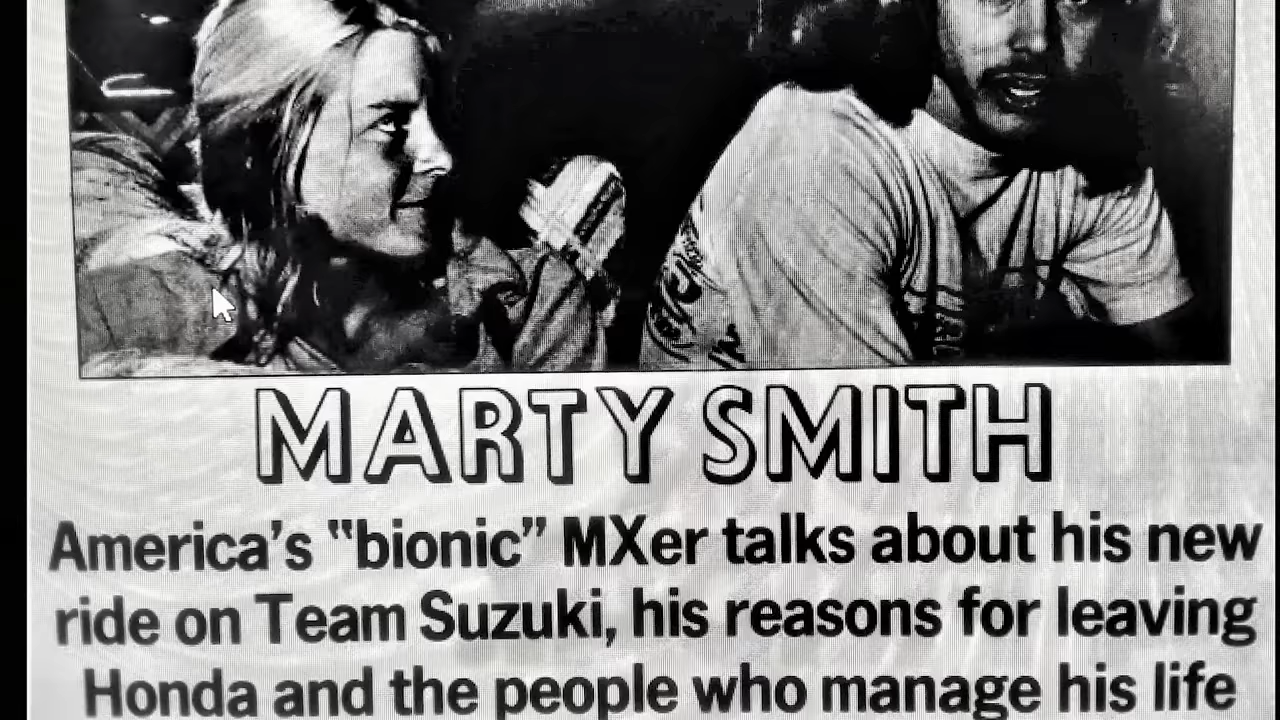 MARTY SMITH
America's "bionic" MXer talks about his new
ride on Team Suzuki, his reasons for leaving
Honda and the people who manage his life